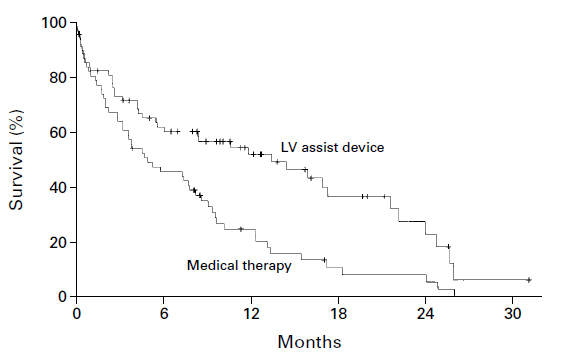 100
80
60
40
20
0
Survival (%)
LV assist device
Medical therapy
0 6 12 18 24 30
Months